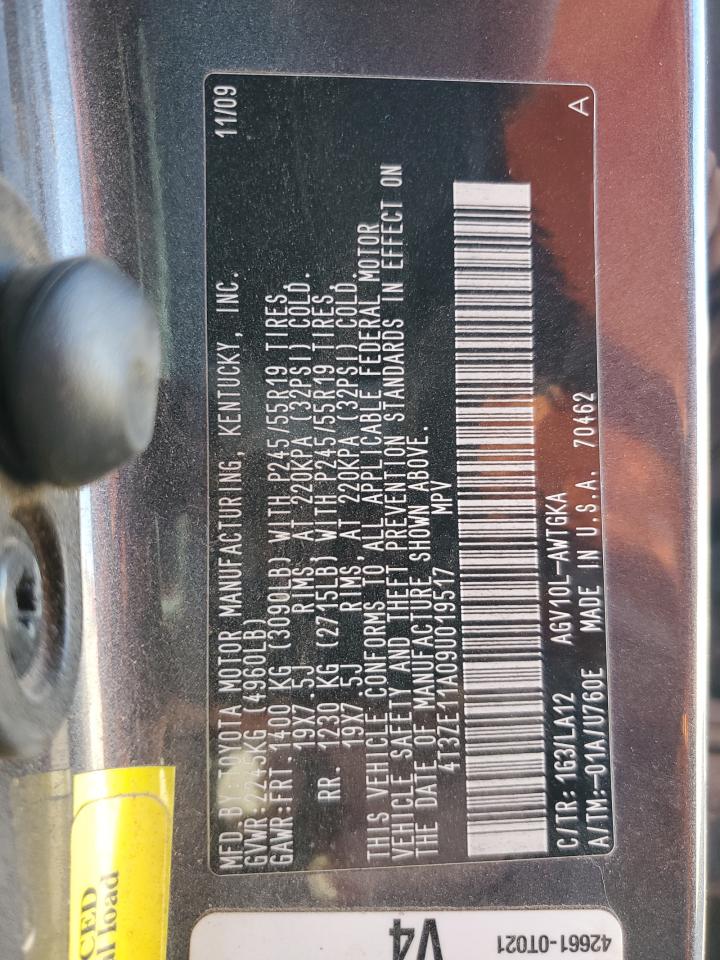 MFD. BY: TOYOTA MOTOR MANUFACTURING, KENTUCKY, INC. 11/09
GVWR 2245KG (4960LB)
GAWR: FRT. 1400 KG (3090LB) WITH P245/55R19 TIRES,
19X7.5J RIMS, AT 220KPA (32PSI) COLD.
RR. 1230 KG (2715LB) WITH P245/55R19 TIRES,
19X7.5J RIMS, AT 220KPA (32PSI) COLD.
THIS VEHICLE CONFORMS TO ALL APPLICABLE FEDERAL MOTOR
VEHICLE SAFETY AND THEFT PREVENTION STANDARDS IN EFFECT ON
THE DATE OF MANUFACTURE SHOWN ABOVE.
4T3ZE11A09U019517 MPV
C/TR: 1G3/LA12 AGV10L-AWTGKA
A/TM: -01A/U760E MADE IN U.S.A. 70462 A
V4
42661-0T021
load